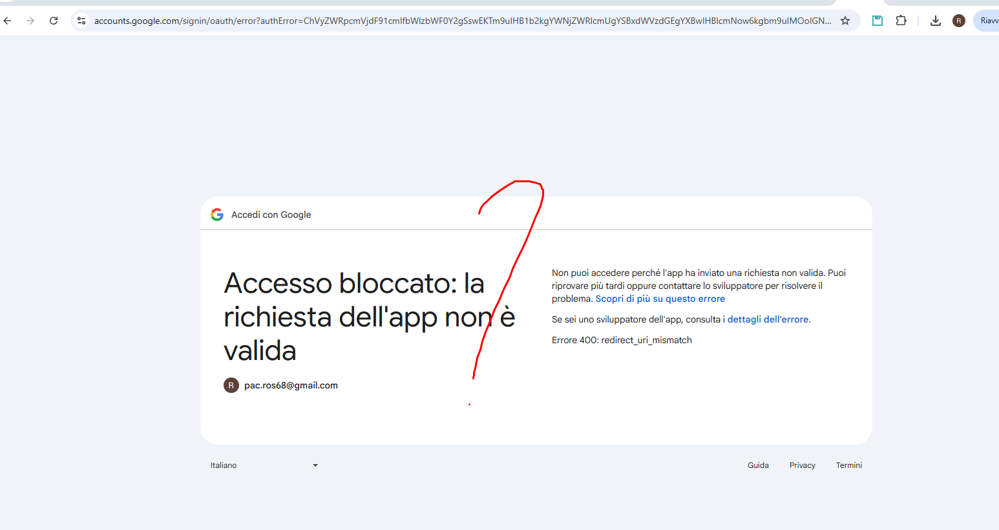 accounts.google.com/signin/oauth/error?authError=ChVyZWRpcmVjdF91cmlfbWlzbWF0Y2gSswEKTm9uIHB1b2kgYWNjZWRlcmUgYSBxdWVzdGEgYXBwIHBlcmNow6kgbm9uIMOoIGN...
R
Riavv
Accedi con Google
Accesso bloccato: la
richiesta dell'app non è
valida
R pac.ros68@gmail.com
Non puoi accedere perché l'app ha inviato una richiesta non valida. Puoi
riprovare più tardi oppure contattare lo sviluppatore per risolvere il
problema. Scopri di più su questo errore
Se sei uno sviluppatore dell'app, consulta i dettagli dell'errore.
Errore 400: redirect_uri_mismatch
Italiano
Guida
Privacy
Termini